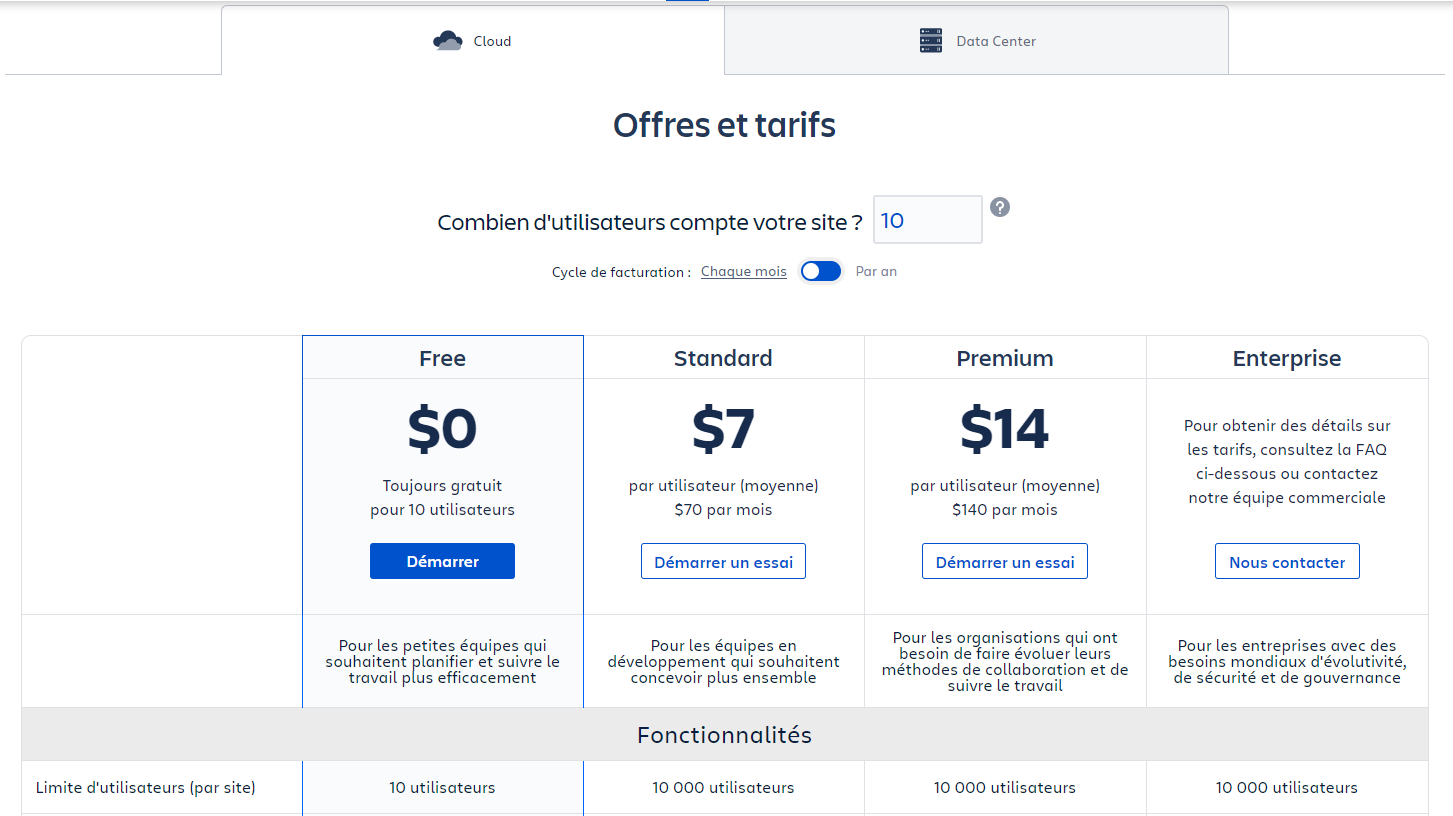 Cloud
Data Center
Offres et tarifs
Combien d'utilisateurs compte votre site ?
10
?
Cycle de facturation :
Chaque mois
Par an
Free
Standard
Premium
Enterprise
$0
Toujours gratuit
pour 10 utilisateurs
Démarrer
$7
par utilisateur (moyenne)
$70 par mois
Démarrer un essai
$14
par utilisateur (moyenne)
$140 par mois
Démarrer un essai
Pour obtenir des détails sur
les tarifs, consultez la FAQ
ci-dessous ou contactez
notre équipe commerciale
Nous contacter
Pour les petites équipes qui
souhaitent planifier et suivre le
travail plus efficacement
Pour les équipes en
développement qui souhaitent
concevoir plus ensemble
Pour les organisations qui ont
besoin de faire évoluer leurs
méthodes de collaboration et de
suivre le travail
Pour les entreprises avec des
besoins mondiaux d'évolutivité,
de sécurité et de gouvernance
Fonctionnalités
Limite d'utilisateurs (par site)
10 utilisateurs
10 000 utilisateurs
10 000 utilisateurs
10 000 utilisateurs